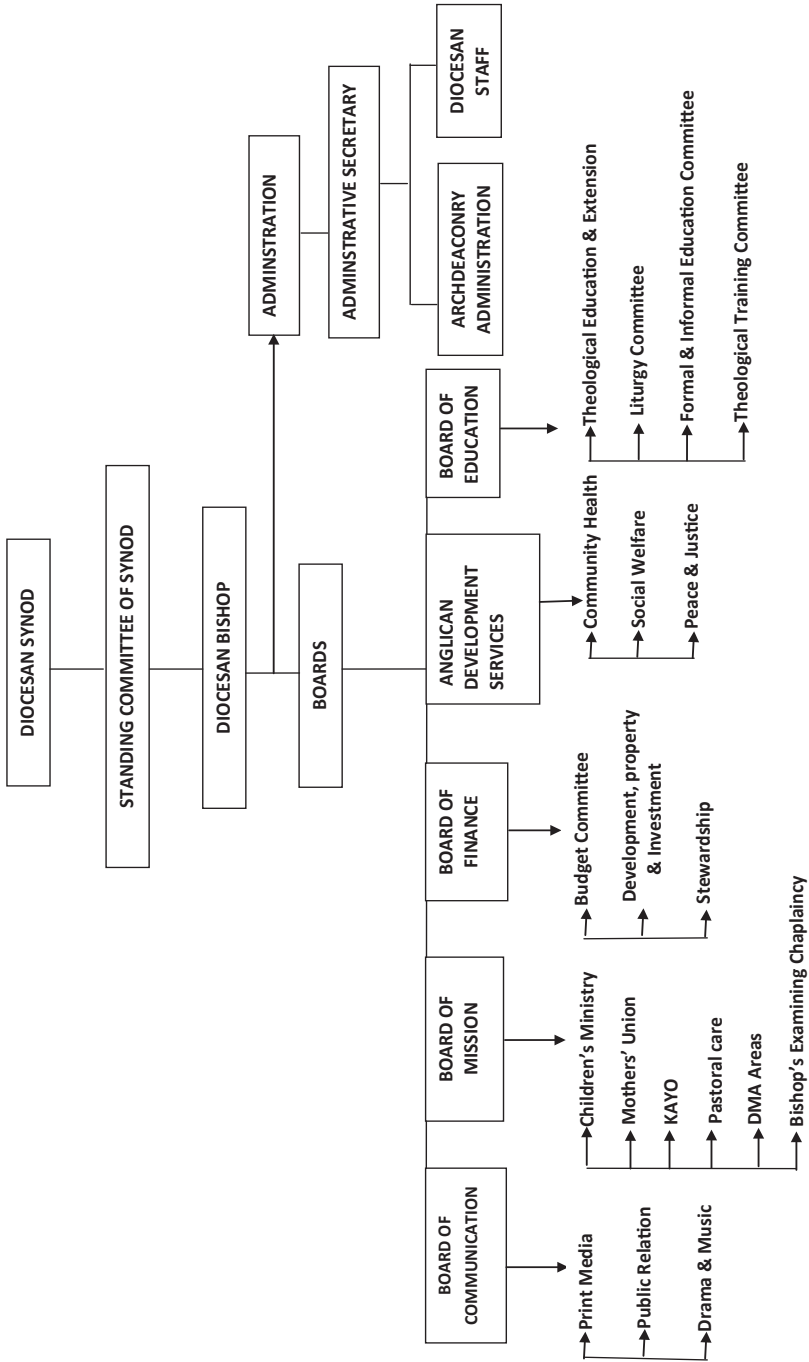 DIOCESAN SYNOD
STANDING COMMITTEE OF SYNOD
DIOCESAN BISHOP
ADMINSTRATION
BOARDS
ADMINSTRATIVE SECRETARY
ARCHDEACONRY
ADMINISTRATION
DIOCESAN
STAFF
BOARD OF
COMMUNICATION
BOARD OF
MISSION
BOARD OF
FINANCE
ANGLICAN
DEVELOPMENT
SERVICES
BOARD OF
EDUCATION
Print Media
Public Relation
Drama & Music
Children’s Ministry
Mothers’ Union
KAYO
Pastoral care
DMA Areas
Bishop’s Examining Chaplaincy
Budget Committee
Development, property
& Investment
Stewardship
Community Health
Social Welfare
Peace & Justice
Theological Education & Extension
Liturgy Committee
Formal & Informal Education Committee
Theological Training Committee